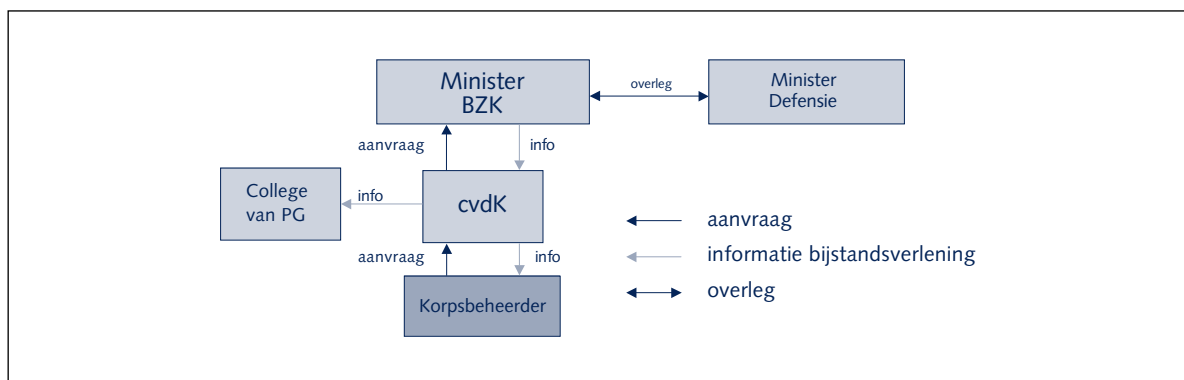 Minister
BZK
overleg
Minister
Defensie
aanvraag
info
College
van PG
info
cvdK
aanvraag
info
Korpsbeheerder
aanvraag
informatie bijstandsverlening
overleg